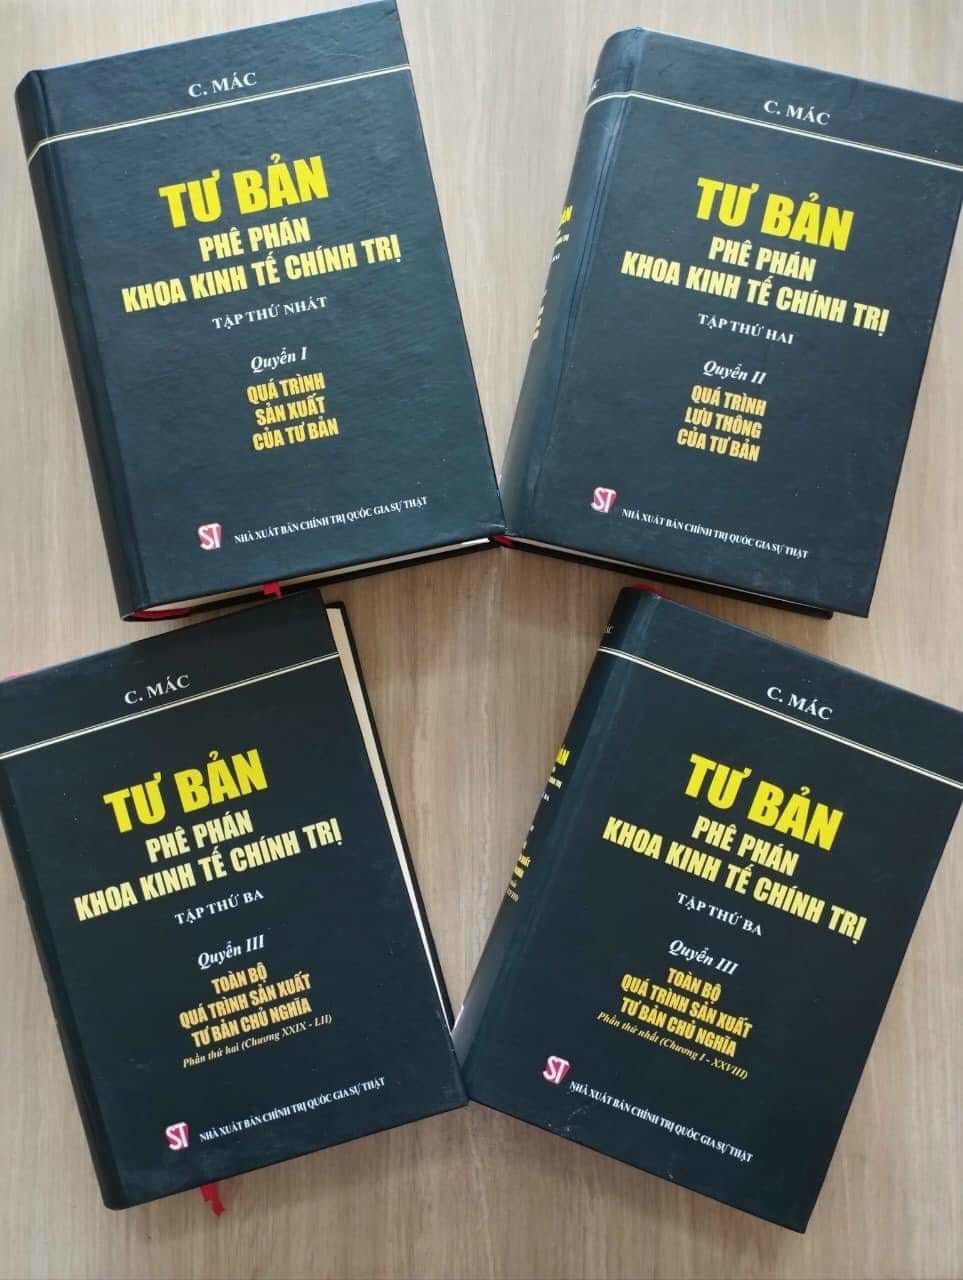 C. MÁC
TƯ BẢN
PHÊ PHÁN
KHOA KINH TẾ CHÍNH TRỊ
TẬP THỨ NHẤT
Quyển I
QUÁ TRÌNH
SẢN XUẤT
CỦA TƯ BẢN
ST NHÀ XUẤT BẢN CHÍNH TRỊ QUỐC GIA SỰ THẬT
C. MÁC
TƯ BẢN
PHÊ PHÁN
KHOA KINH TẾ CHÍNH TRỊ
TẬP THỨ HAI
Quyển II
QUÁ TRÌNH
LƯU THÔNG
CỦA TƯ BẢN
ST NHÀ XUẤT BẢN CHÍNH TRỊ QUỐC GIA SỰ THẬT
C. MÁC
TƯ BẢN
PHÊ PHÁN
KHOA KINH TẾ CHÍNH TRỊ
TẬP THỨ BA
Quyển III
TOÀN BỘ
QUÁ TRÌNH SẢN XUẤT
TƯ BẢN CHỦ NGHĨA
Phần thứ hai (Chương XXIX - LII)
ST NHÀ XUẤT BẢN CHÍNH TRỊ QUỐC GIA SỰ THẬT
C. MÁC
TƯ BẢN
PHÊ PHÁN
KHOA KINH TẾ CHÍNH TRỊ
TẬP THỨ BA
Quyển III
TOÀN BỘ
QUÁ TRÌNH SẢN XUẤT
TƯ BẢN CHỦ NGHĨA
Phần thứ nhất (Chương I - XXVIII)
ST NHÀ XUẤT BẢN CHÍNH TRỊ QUỐC GIA SỰ THẬT